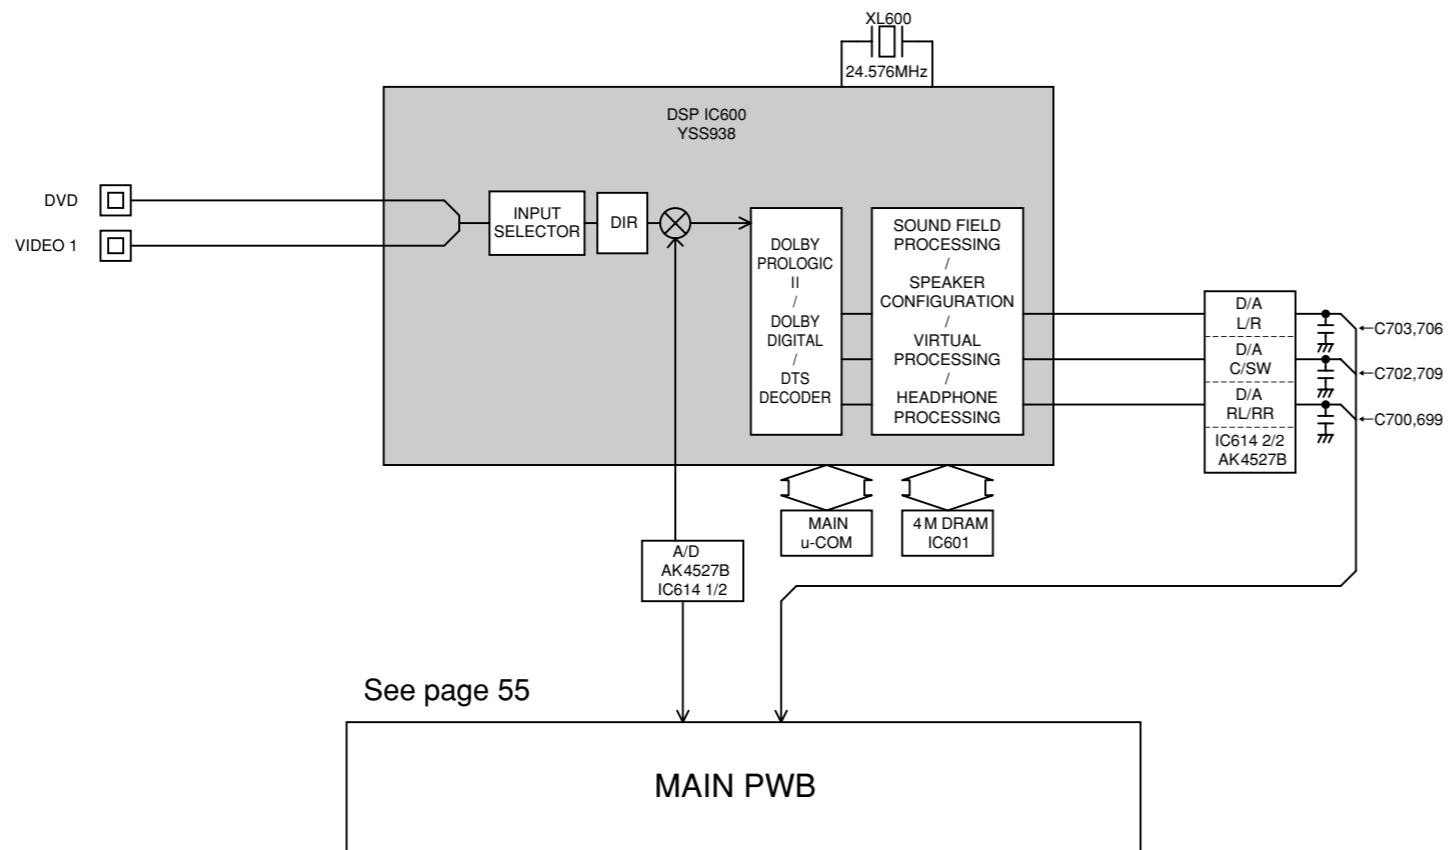 XL600
24.576MHz
DSP IC600
YSS938
DVD
VIDEO 1
INPUT
SELECTOR
DIR
DOLBY
PROLOGIC
II
/
DOLBY
DIGITAL
/
DTS
DECODER
SOUND FIELD
PROCESSING
/
SPEAKER
CONFIGURATION
/
VIRTUAL
PROCESSING
/
HEADPHONE
PROCESSING
D/A
L/R
D/A
C/SW
D/A
RL/RR
IC614 2/2
AK4527B
C703,706
C702,709
C700,699
MAIN
u-COM
4M DRAM
IC601
A/D
AK4527B
IC614 1/2
See page 55
MAIN PWB